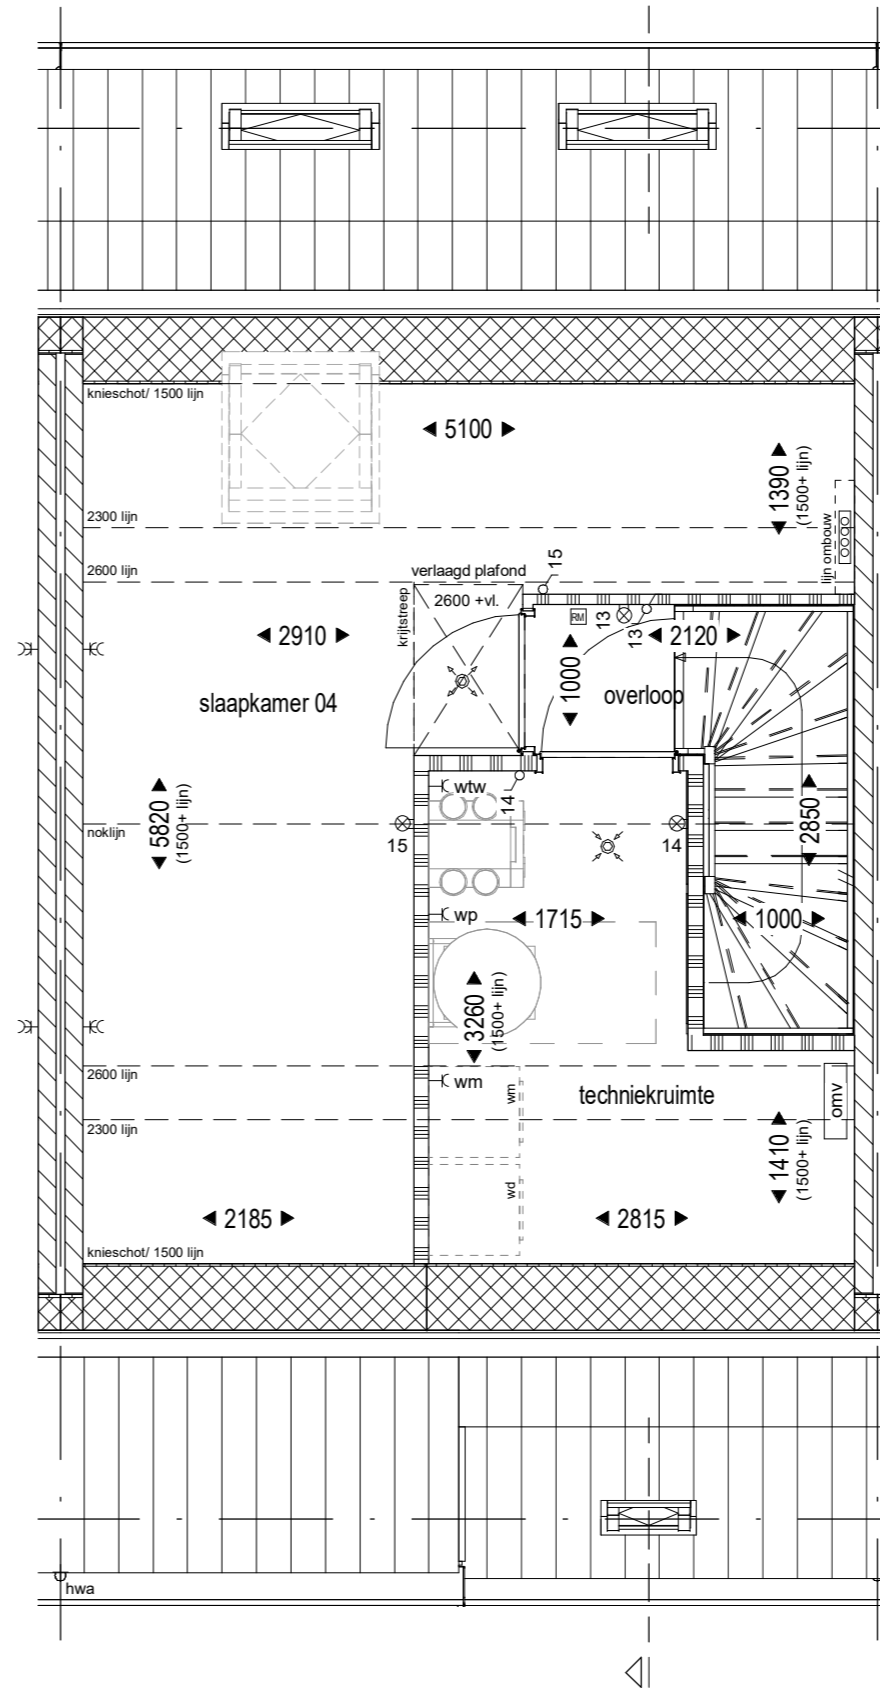 knieschot/ 1500 lijn
5100
1390
(1500+ lijn)
2300 lijn
lijn ombouw
2600 lijn
verlaagd plafond
15
krijtstreep
2600 +vl.
RM
13
13
2910
1000
2120
slaapkamer 04
overloop
wtw
14
5820
(1500+ lijn)
noklijn
15
14
2850
wp
1715
1000
3260
(1500+ lijn)
2600 lijn
wm
wm
techniekruimte
omv
2300 lijn
1410
(1500+ lijn)
wd
2185
2815
knieschot/ 1500 lijn
hwa